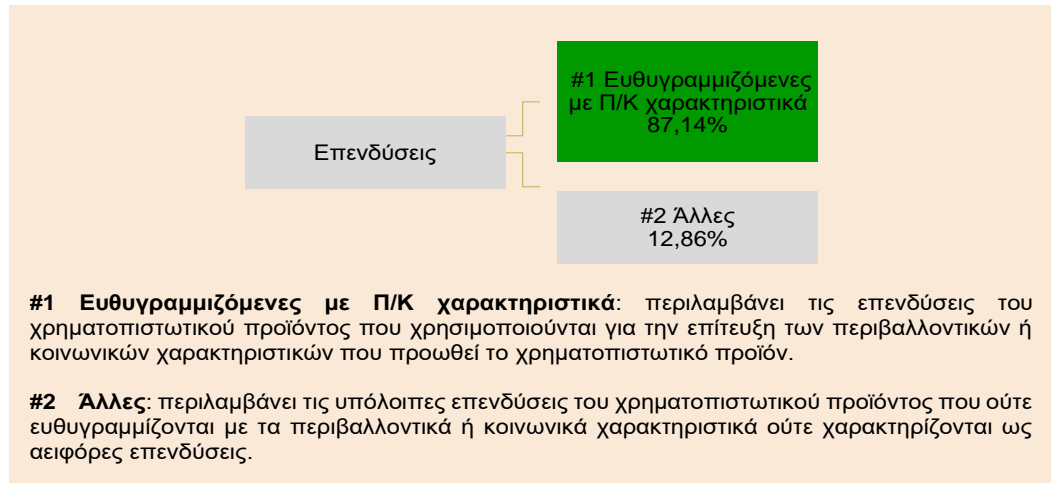 #1 Ευθυγραμμιζόμενες
με Π/Κ χαρακτηριστικά
87,14%
Επενδύσεις
#2 Άλλες
12,86%
#1 Ευθυγραμμιζόμενες με Π/Κ χαρακτηριστικά: περιλαμβάνει τις επενδύσεις του
χρηματοπιστωτικού προϊόντος που χρησιμοποιούνται για την επίτευξη των περιβαλλοντικών ή
κοινωνικών χαρακτηριστικών που προωθεί το χρηματοπιστωτικό προϊόν.
#2 Άλλες: περιλαμβάνει τις υπόλοιπες επενδύσεις του χρηματοπιστωτικού προϊόντος που ούτε
ευθυγραμμίζονται με τα περιβαλλοντικά ή κοινωνικά χαρακτηριστικά ούτε χαρακτηρίζονται ως
αειφόρες επενδύσεις.